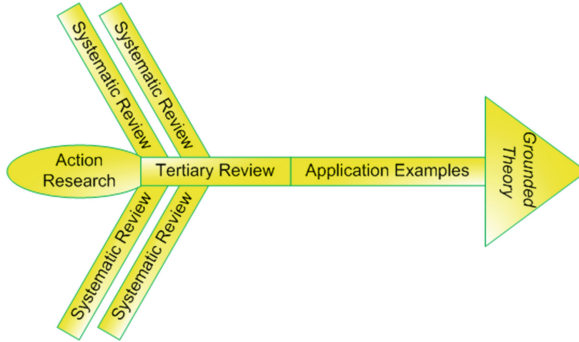 Systematic Review
Systematic Review
Action
Research
Tertiary Review
Application Examples
Grounded
Theory
Systematic Review
Systematic Review